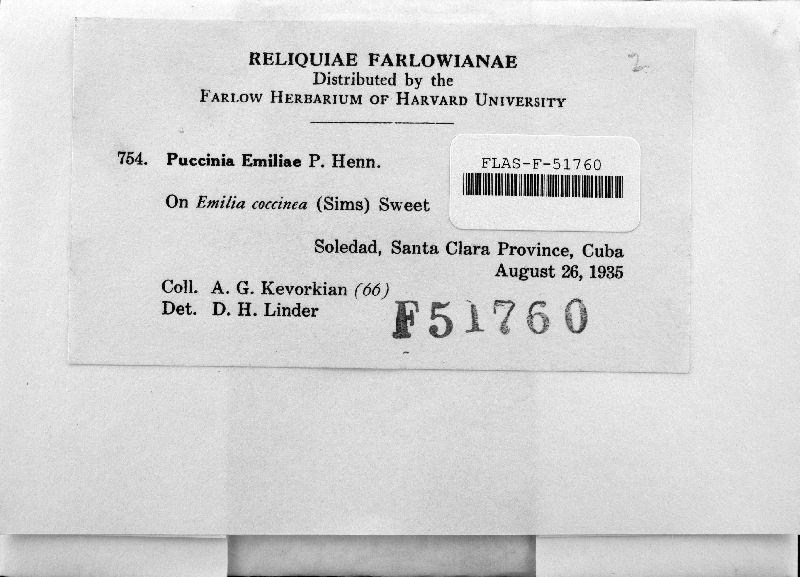 RELIQUIAE FARLOWIANAE
Distributed by the
FARLOW HERBARIUM OF HARVARD UNIVERSITY
2
754. Puccinia Emiliae P. Henn.
FLAS-F-51760
On Emilia coccinea (Sims) Sweet
Soledad, Santa Clara Province, Cuba
August 26, 1935
Coll. A. G. Kevorkian (66)
Det. D. H. Linder
F51760